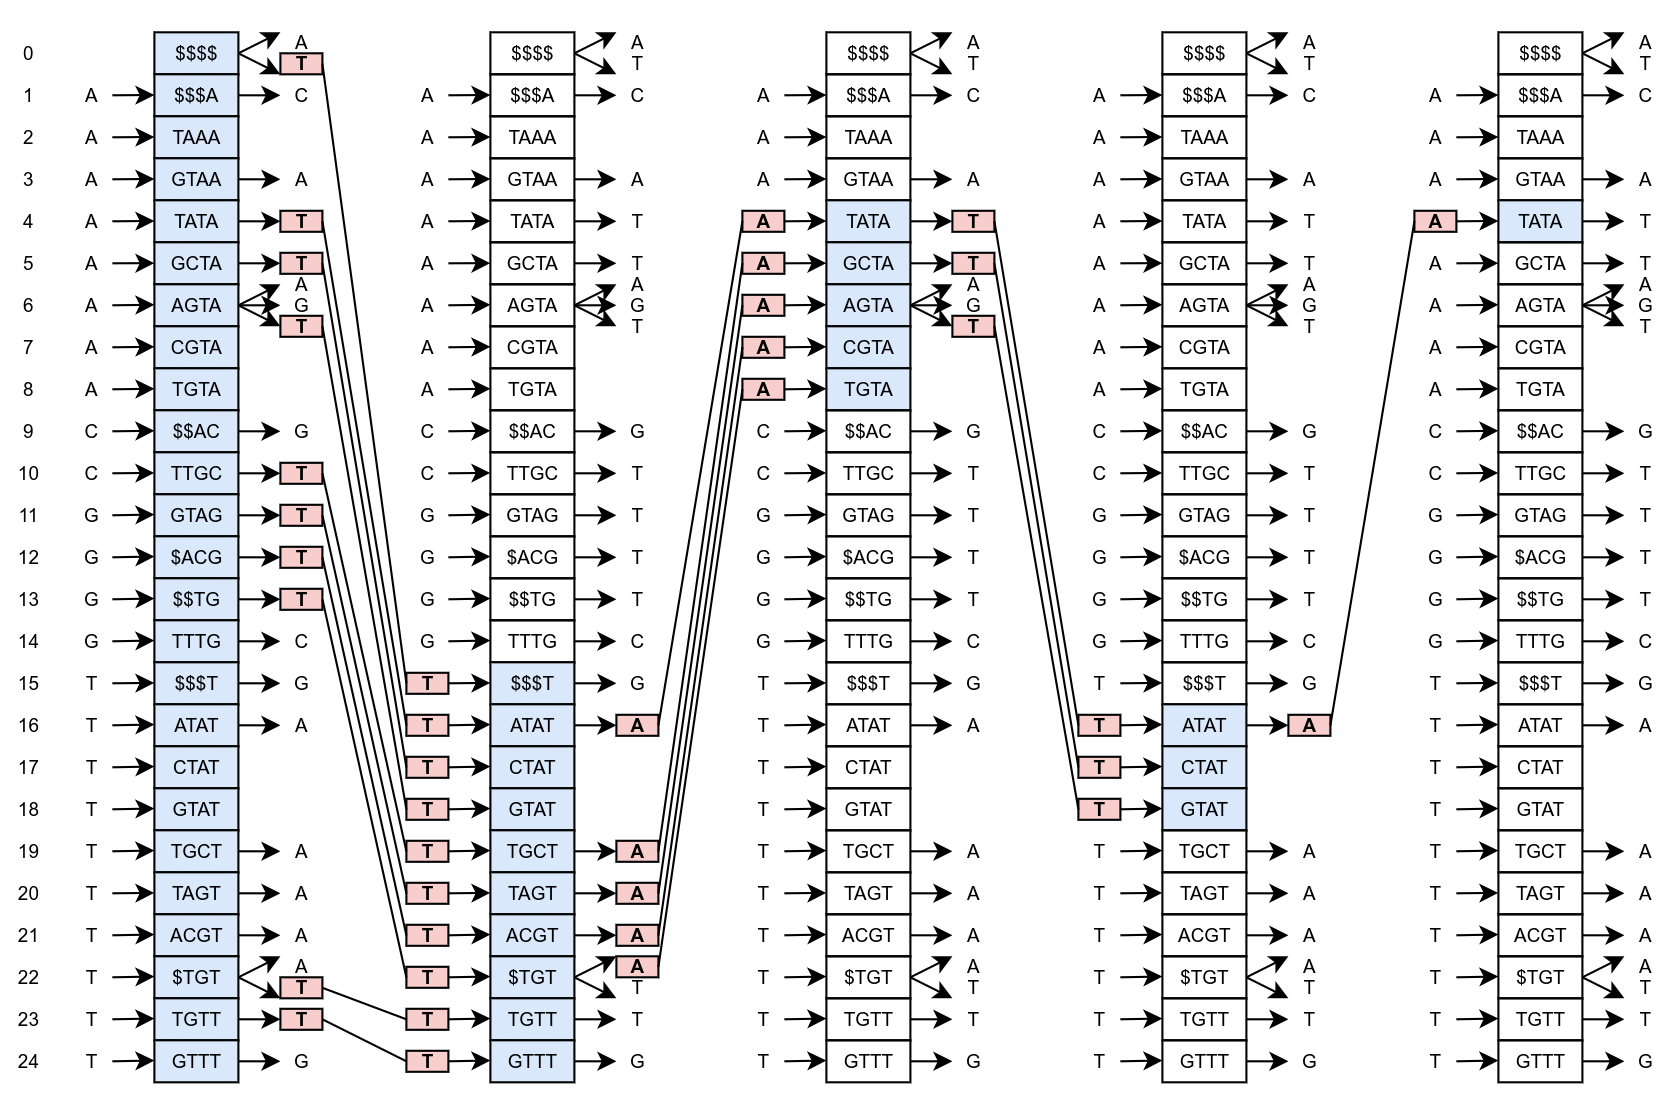 0 $$$$ A T $$$$ A T $$$$ A T $$$$ A T $$$$ A T
1 A $$$A C A $$$A C A $$$A C A $$$A C A $$$A C
2 A TAAA A TAAA A TAAA A TAAA A TAAA
3 A GTAA A A GTAA A A GTAA A A GTAA A A GTAA A
4 A TATA T A TATA T A TATA T A TATA T A TATA T
5 A GCTA T A GCTA T A GCTA T A GCTA T A GCTA T
6 A AGTA A G T A AGTA A G T A AGTA A G T A AGTA A G T A AGTA A G T
7 A CGTA A CGTA A CGTA A CGTA A CGTA
8 A TGTA A TGTA A TGTA A TGTA A TGTA
9 C $$AC G C $$AC G C $$AC G C $$AC G C $$AC G
10 C TTGC T C TTGC T C TTGC T C TTGC T C TTGC T
11 G GTAG T G GTAG T G GTAG T G GTAG T G GTAG T
12 G $ACG T G $ACG T G $ACG T G $ACG T G $ACG T
13 G $$TG T G $$TG T G $$TG T G $$TG T G $$TG T
14 G TTTG C G TTTG C G TTTG C G TTTG C G TTTG C
15 T $$$T G T $$$T G T $$$T G T $$$T G T $$$T G
16 T ATAT A T ATAT A T ATAT A T ATAT A T ATAT A
17 T CTAT T CTAT T CTAT T CTAT T CTAT
18 T GTAT T GTAT T GTAT T GTAT T GTAT
19 T TGCT A T TGCT A T TGCT A T TGCT A T TGCT A
20 T TAGT A T TAGT A T TAGT A T TAGT A T TAGT A
21 T ACGT A T ACGT A T ACGT A T ACGT A T ACGT A
22 T $TGT A T T $TGT A T T $TGT A T T $TGT A T T $TGT A T
23 T TGTT T T TGTT T T TGTT T T TGTT T T TGTT T
24 T GTTT G T GTTT G T GTTT G T GTTT G T GTTT G